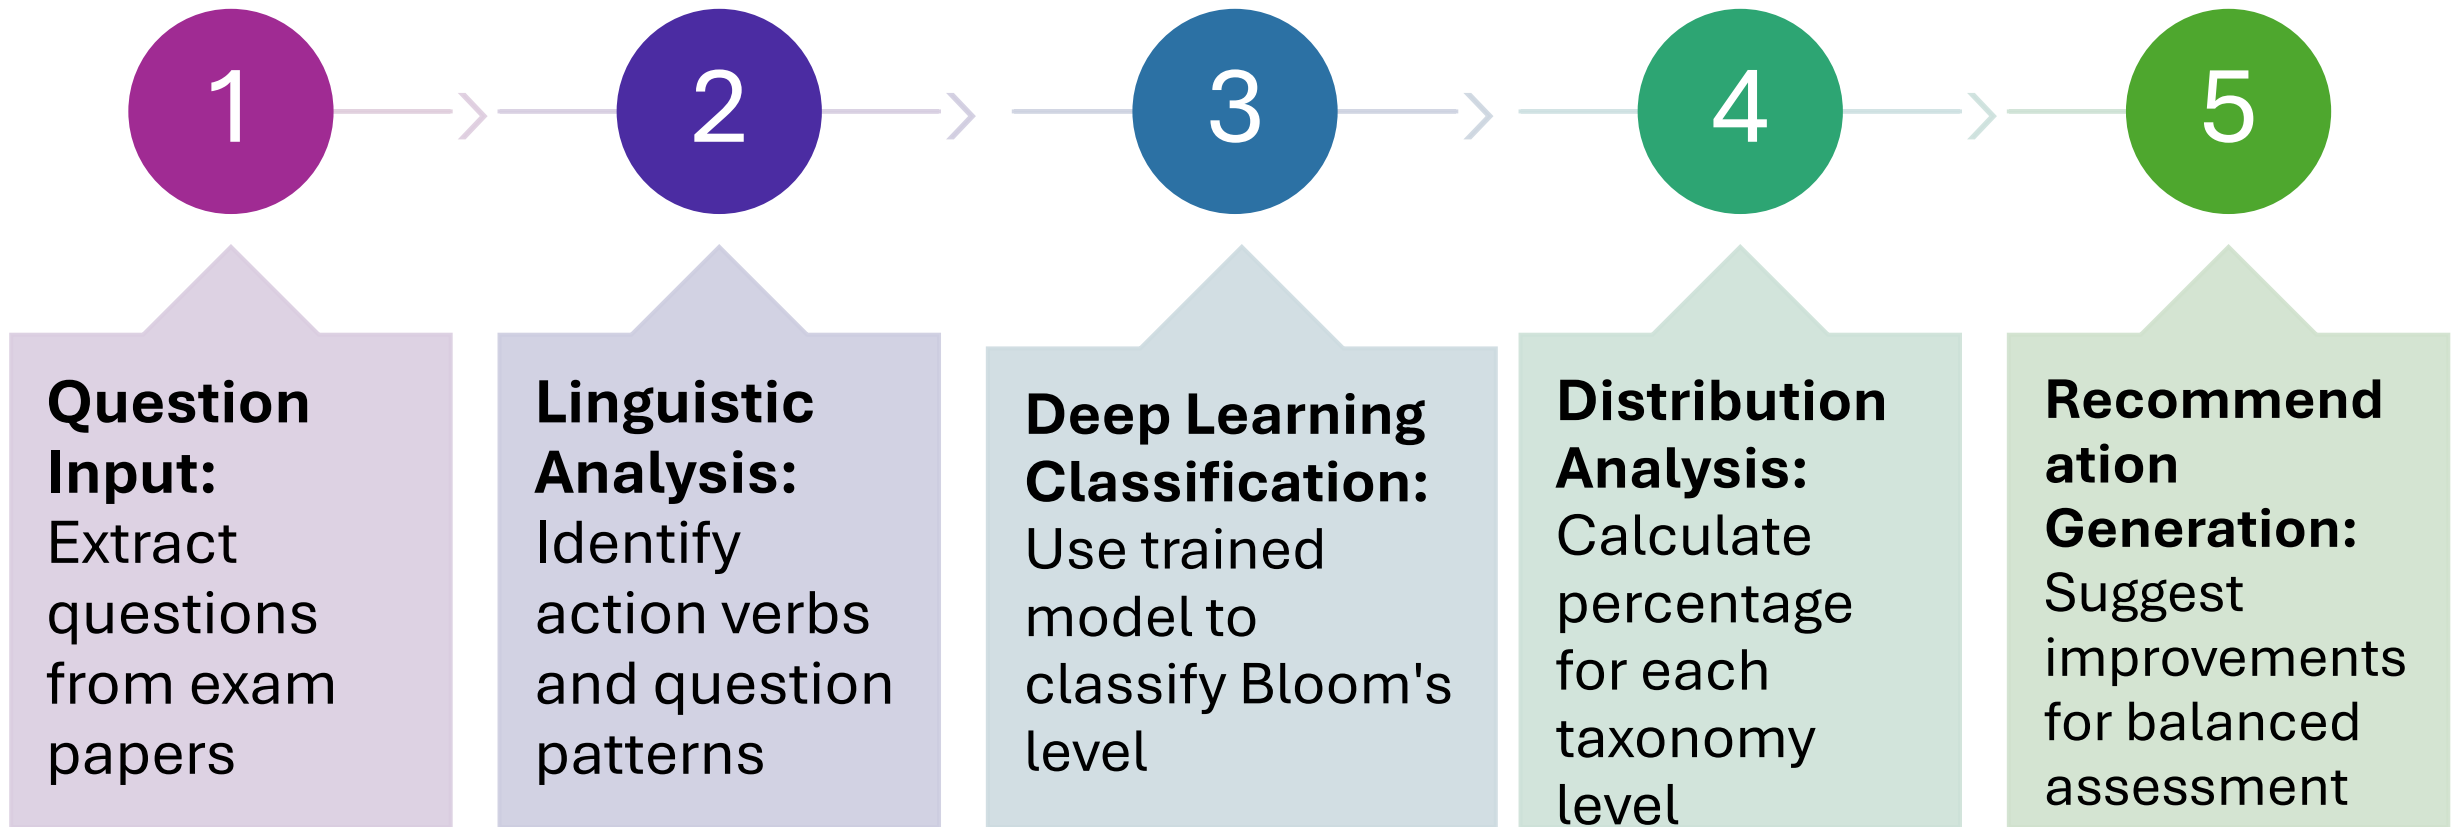 1
2
3
4
5
Question
Input:
Extract
questions
from exam
papers
Linguistic
Analysis:
Identify
action verbs
and question
patterns
Deep Learning
Classification:
Use trained
model to
classify Bloom's
level
Distribution
Analysis:
Calculate
percentage
for each
taxonomy
level
Recommend
ation
Generation:
Suggest
improvements
for balanced
assessment